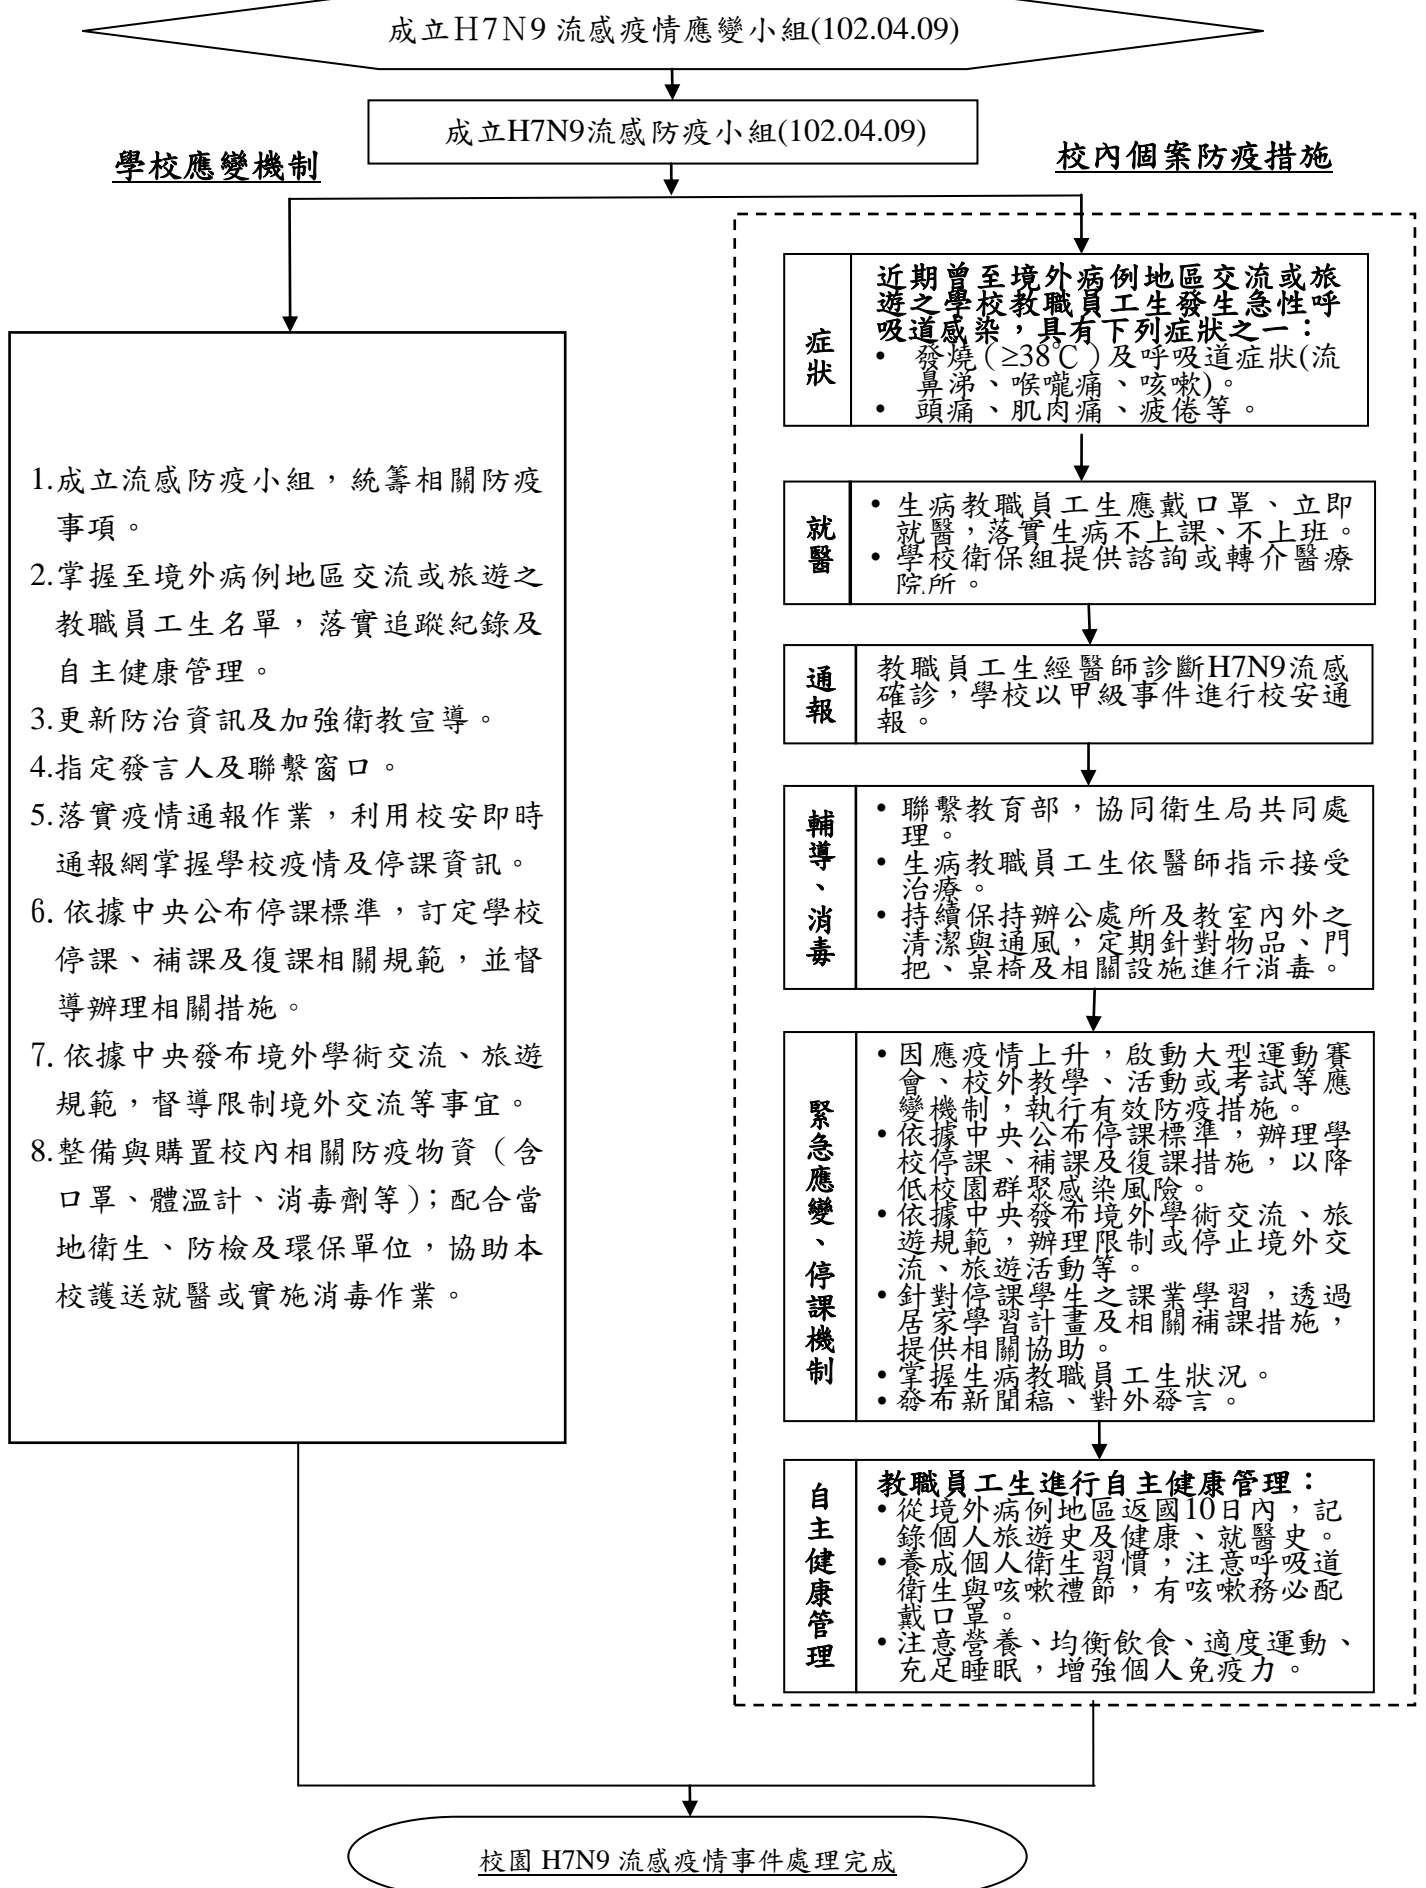 成立H7N9 流感疫情應變小組(102.04.09)
成立H7N9流感防疫小組(102.04.09)
學校應變機制
1.成立流感防疫小組，統籌相關防疫
事項。
2.掌握至境外病例地區交流或旅遊之
教職員工生名單，落實追蹤紀錄及
自主健康管理。
3.更新防治資訊及加強衛教宣導。
4.指定發言人及聯繫窗口。
5.落實疫情通報作業，利用校安即時
通報網掌握學校疫情及停課資訊。
6.依據中央公布停課標準，訂定學校
停課、補課及復課相關規範，並督
導辦理相關措施。
7.依據中央發布境外學術交流、旅遊
規範，督導限制境外交流等事宜。
8.整備與購置校內相關防疫物資（含
口罩、體溫計、消毒劑等)；配合當
地衛生、防檢及環保單位，協助本
校護送就醫或實施消毒作業。
校內個案防疫措施
症狀
近期曾至境外病例地區交流或旅
遊之學校教職員工生發生急性呼
吸道感染，具有下列症狀之一：
• 發燒（≥38℃）及呼吸道症狀(流
鼻涕、喉嚨痛、咳嗽)。
• 頭痛、肌肉痛、疲倦等。
就醫
• 生病教職員工生應戴口罩、立即
就醫，落實生病不上課、不上班。
• 學校衛保組提供諮詢或轉介醫療
院所。
通報
教職員工生經醫師診斷H7N9流感
確診，學校以甲級事件進行校安通
報。
輔導、消毒
• 聯繫教育部，協同衛生局共同處
理。
• 生病教職員工生依醫師指示接受
治療。
• 持續保持辦公處所及教室內外之
清潔與通風，定期針對物品、門
把、桌椅及相關設施進行消毒。
緊急應變、停課機制
• 因應疫情上升，啟動大型運動賽
會、校外教學、活動或考試等應
變機制，執行有效防疫措施。
• 依據中央公布停課標準，辦理學
校停課、補課及復課措施，以降
低校園群聚感染風險。
• 依據中央發布境外學術交流、旅
遊規範，辦理限制或停止境外交
流、旅遊活動等。
• 針對停課學生之課業學習，透過
居家學習計畫及相關補課措施，
提供相關協助。
• 掌握生病教職員工生狀況。
• 發布新聞稿、對外發言。
自主健康管理
教職員工生進行自主健康管理：
• 從境外病例地區返國10日內，記
錄個人旅遊史及健康、就醫史。
• 養成個人衛生習慣，注意呼吸道
衛生與咳嗽禮節，有咳嗽務必配
戴口罩。
• 注意營養、均衡飲食、適度運動、
充足睡眠，增強個人免疫力。
校園 H7N9 流感疫情事件處理完成